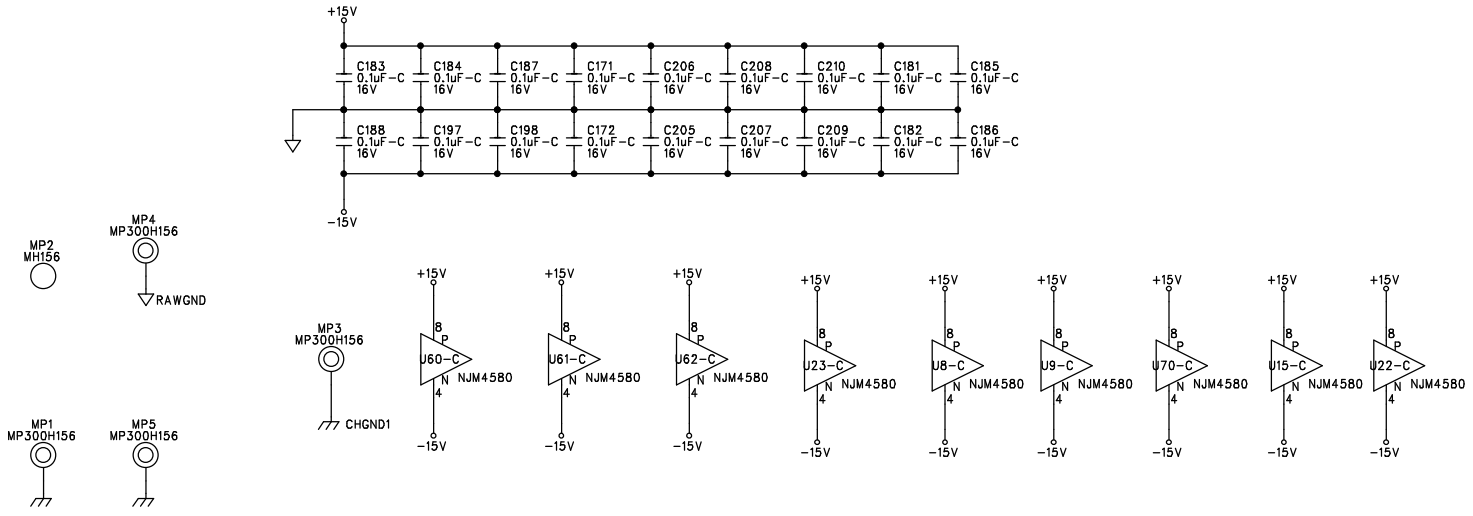 +15V
C183
0.1uF-C
16V
C184
0.1uF-C
16V
C187
0.1uF-C
16V
C171
0.1uF-C
16V
C206
0.1uF-C
16V
C208
0.1uF-C
16V
C210
0.1uF-C
16V
C181
0.1uF-C
16V
C185
0.1uF-C
16V
C188
0.1uF-C
16V
C197
0.1uF-C
16V
C198
0.1uF-C
16V
C172
0.1uF-C
16V
C205
0.1uF-C
16V
C207
0.1uF-C
16V
C209
0.1uF-C
16V
C182
0.1uF-C
16V
C186
0.1uF-C
16V
-15V
MP4
MP300H156
RAWGND
MP2
MH156
MP3
MP300H156
CHGND1
MP1
MP300H156
MP5
MP300H156
+15V
8
P
U60-C
N
NJM4580
4
-15V
+15V
8
P
U61-C
N
NJM4580
4
-15V
+15V
8
P
U62-C
N
NJM4580
4
-15V
+15V
8
P
U23-C
N
NJM4580
4
-15V
+15V
8
P
U8-C
N
NJM4580
4
-15V
+15V
8
P
U9-C
N
NJM4580
4
-15V
+15V
8
P
U70-C
N
NJM4580
4
-15V
+15V
8
P
U15-C
N
NJM4580
4
-15V
+15V
8
P
U22-C
N
NJM4580
4
-15V